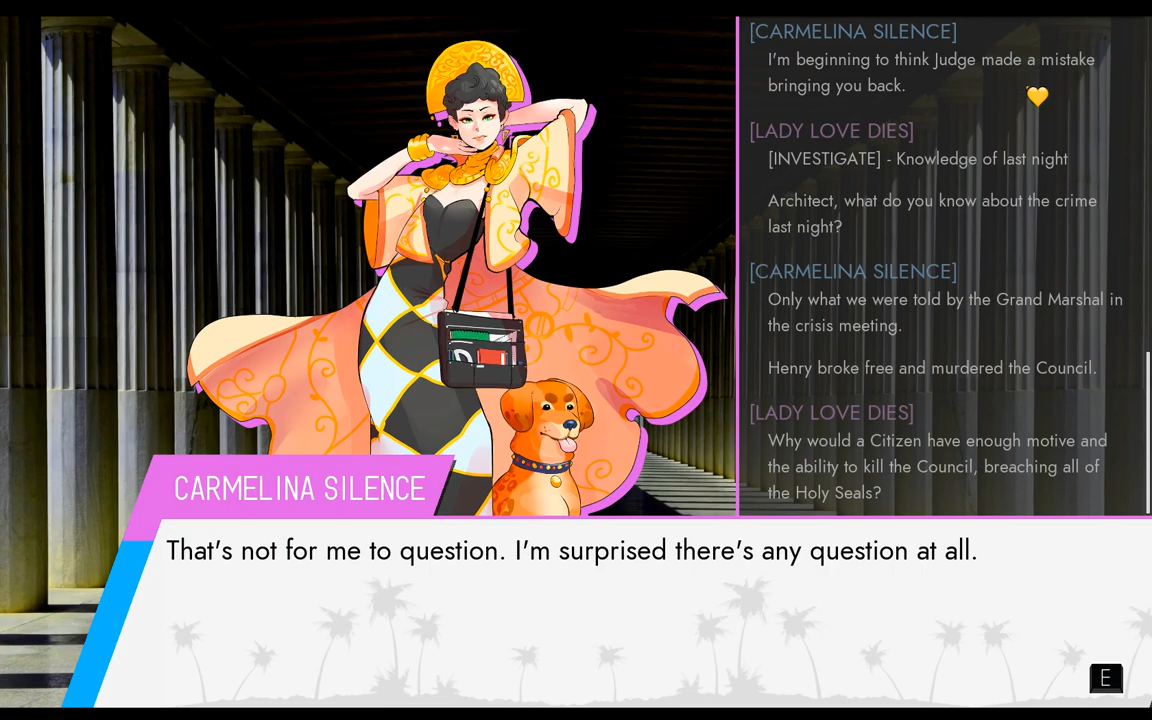 [CARMELINA SILENCE]
I'm beginning to think Judge made a mistake
bringing you back.
[LADY LOVE DIES]
[INVESTIGATE] - Knowledge of last night
Architect, what do you know about the crime
last night?
[CARMELINA SILENCE]
Only what we were told by the Grand Marshal in
the crisis meeting.
Henry broke free and murdered the Council.
[LADY LOVE DIES]
Why would a Citizen have enough motive and
the ability to kill the Council, breaching all of
the Holy Seals?
CARMELINA SILENCE
That's not for me to question. I'm surprised there's any question at all.
E